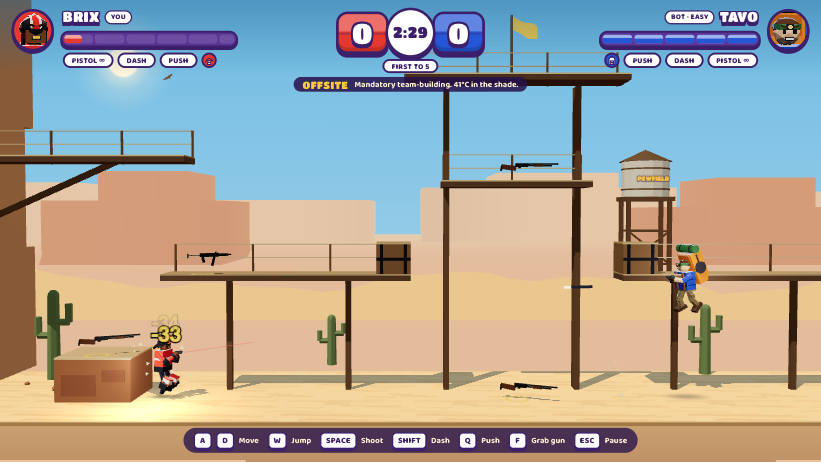 BRIX YOU
PISTOL ∞ DASH PUSH
0 2:29 0
FIRST TO 5
BOT · EASY TAVO
PUSH DASH PISTOL ∞
OFFSITE Mandatory team-building. 41°C in the shade.
PEWFIELD
-33
A D Move W Jump SPACE Shoot SHIFT Dash Q Push F Grab gun ESC Pause